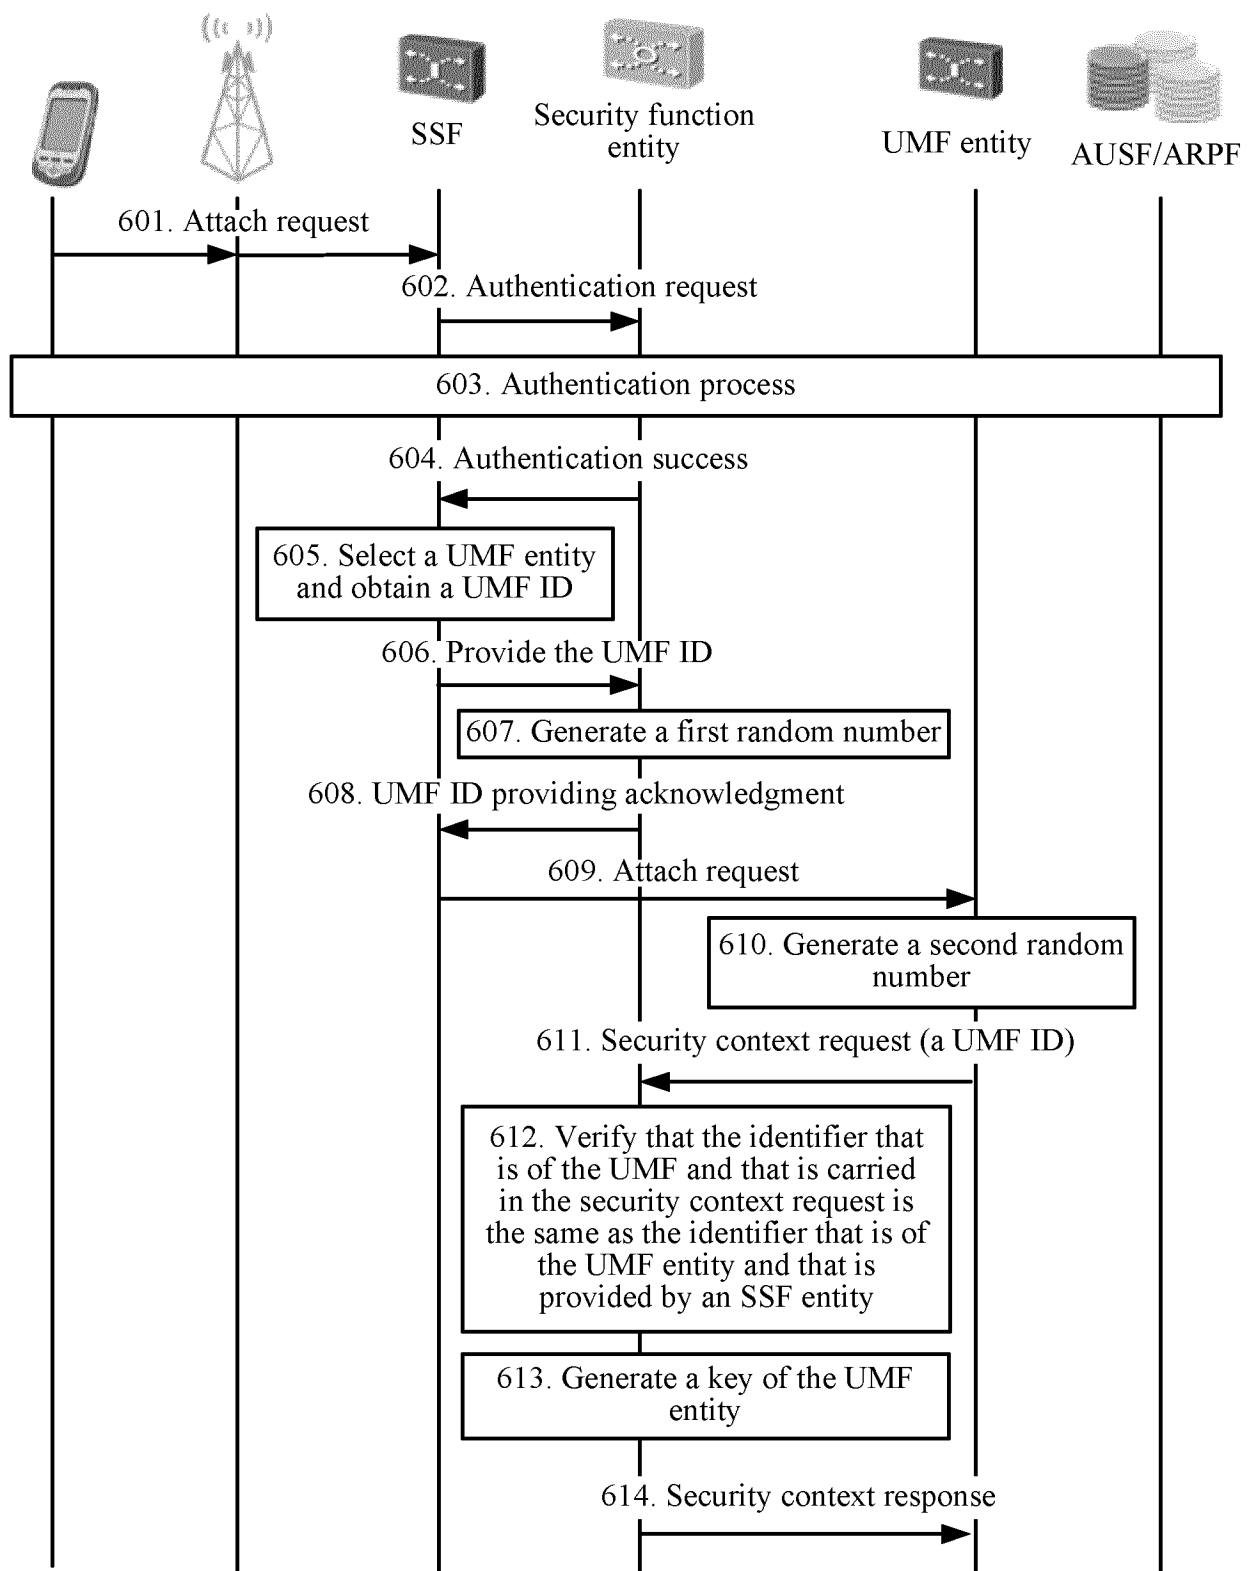 SSF
Security function
entity
UMF entity
AUSF/ARPF
601. Attach request
602. Authentication request
603. Authentication process
604. Authentication success
605. Select a UMF entity
and obtain a UMF ID
606. Provide the UMF ID
607. Generate a first random number
608. UMF ID providing acknowledgment
609. Attach request
610. Generate a second random
number
611. Security context request (a UMF ID)
612. Verify that the identifier that
is of the UMF and that is carried
in the security context request is
the same as the identifier that is of
the UMF entity and that is
provided by an SSF entity
613. Generate a key of the UMF
entity
614. Security context response